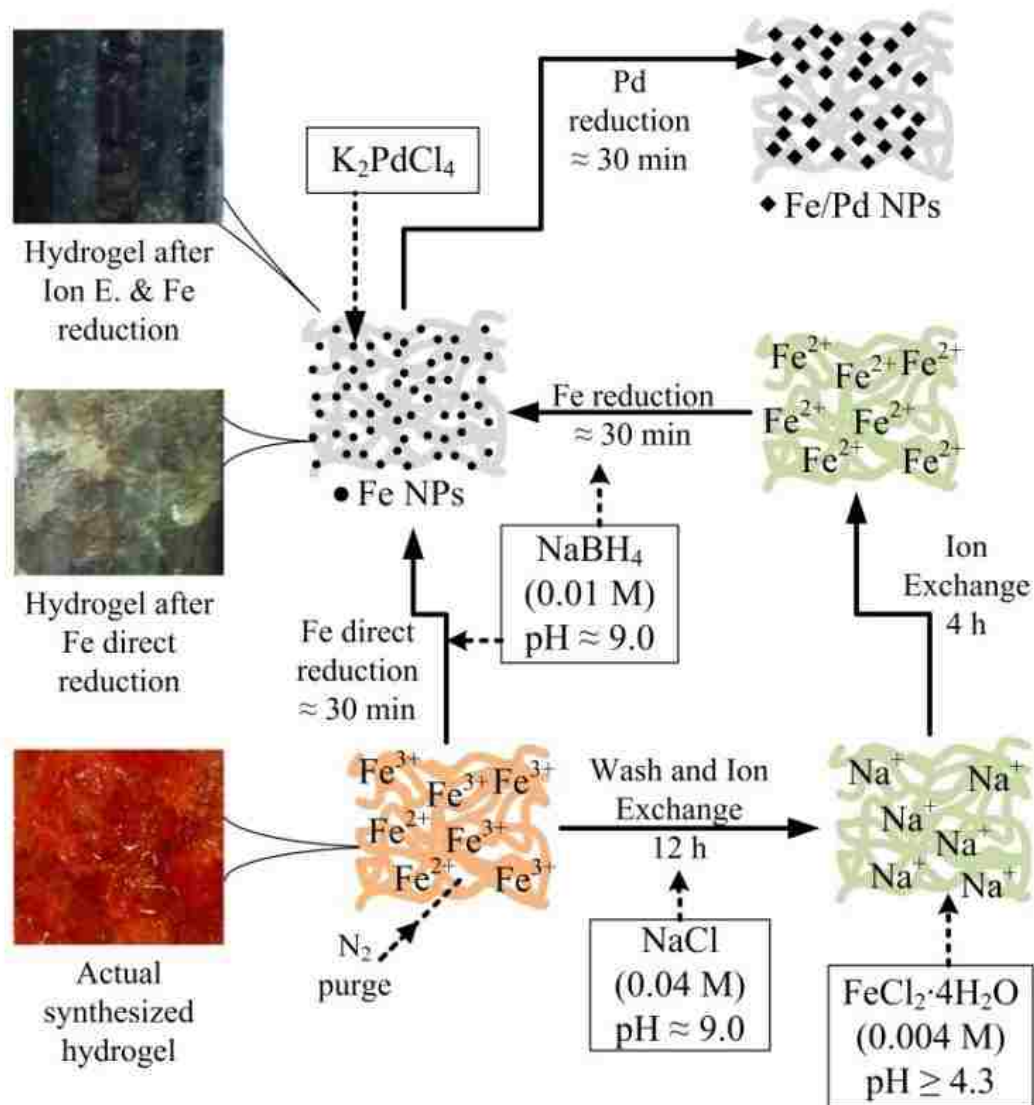 Pd
reduction
≈ 30 min
K₂PdCl₄
◆ Fe/Pd NPs
Hydrogel after
Ion E. & Fe
reduction
Fe²⁺
Fe²⁺
Fe²⁺
Fe²⁺
Fe²⁺
Fe²⁺
Fe²⁺
Fe reduction
≈ 30 min
● Fe NPs
Hydrogel after
Fe direct
reduction
NaBH₄
(0.01 M)
pH ≈ 9.0
Ion
Exchange
4 h
Fe direct
reduction
≈ 30 min
Fe³⁺
Fe³⁺
Fe³⁺
Fe²⁺
Fe³⁺
Fe²⁺
Fe³⁺
Wash and Ion
Exchange
12 h
Na⁺
Na⁺
Na⁺
Na⁺
Na⁺
Na⁺
N₂
purge
Actual
synthesized
hydrogel
NaCl
(0.04 M)
pH ≈ 9.0
FeCl₂·4H₂O
(0.004 M)
pH ≥ 4.3